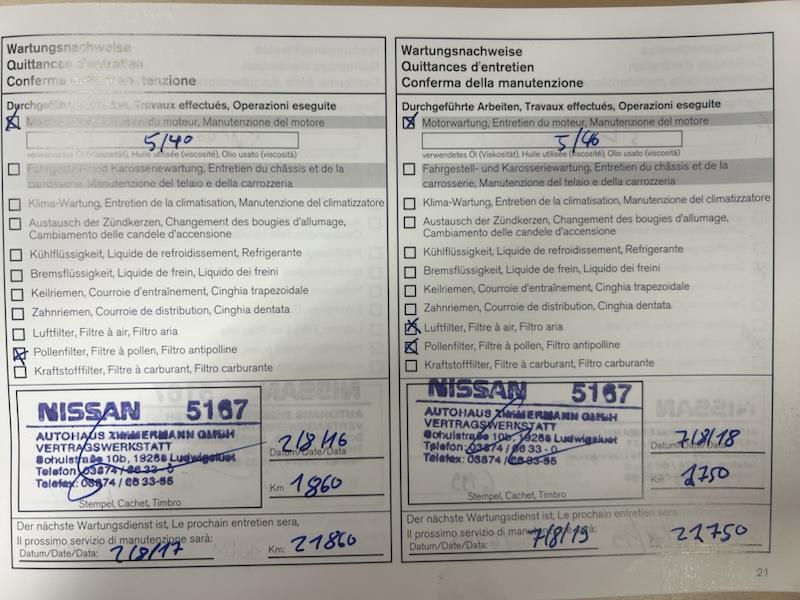 Wartungsnachweise
Quittances d'entretien
Conferma della manutenzione
Durchgeführte Arbeiten, Travaux effectués, Operazioni eseguite
Motorwartung, Entretien du moteur, Manutenzione del motore
5/40
verwendetes Öl (Viskosität), Huile utilisée (viscosité), Olio usato (viscosità)
Fahrgestell- und Karosseriewartung, Entretien du châssis et de la
carrosserie, Manutenzione del telaio e della carrozzeria
Klima-Wartung, Entretien de la climatisation, Manutenzione del climatizzatore
Austausch der Zündkerzen, Changement des bougies d'allumage,
Cambiamento delle candele d'accensione
Kühlflüssigkeit, Liquide de refroidissement, Refrigerante
Bremsflüssigkeit, Liquide de frein, Liquido dei freini
Keilriemen, Courroie d'entraînement, Cinghia trapezoidale
Zahnriemen, Courroie de distribution, Cinghia dentata
Luftfilter, Filtre à air, Filtro aria
Pollenfilter, Filtre à pollen, Filtro antipolline
Kraftstofffilter, Filtre à carburant, Filtro carburante
NISSAN 5167
AUTOHAUS ZIMMERMANN GMBH
VERTRAGSWERKSTATT
Schulstraße 10b, 19288 Ludwigslust
Telefon: 03874 / 66 33 - 0
Telefax: 03874 / 66 33-55
Stempel, Cachet, Timbro
2/8/16
Datum/Date/Data
Km 1860
Der nächste Wartungsdienst ist, Le prochain entretien sera,
Il prossimo servizio di manutenzione sarà:
Datum/Date/Data: 2/8/17 Km: 21860
Wartungsnachweise
Quittances d'entretien
Conferma della manutenzione
Durchgeführte Arbeiten, Travaux effectués, Operazioni eseguite
Motorwartung, Entretien du moteur, Manutenzione del motore
5/40
verwendetes Öl (Viskosität), Huile utilisée (viscosité), Olio usato (viscosità)
Fahrgestell- und Karosseriewartung, Entretien du châssis et de la
carrosserie, Manutenzione del telaio e della carrozzeria
Klima-Wartung, Entretien de la climatisation, Manutenzione del climatizzatore
Austausch der Zündkerzen, Changement des bougies d'allumage,
Cambiamento delle candele d'accensione
Kühlflüssigkeit, Liquide de refroidissement, Refrigerante
Bremsflüssigkeit, Liquide de frein, Liquido dei freini
Keilriemen, Courroie d'entraînement, Cinghia trapezoidale
Zahnriemen, Courroie de distribution, Cinghia dentata
Luftfilter, Filtre à air, Filtro aria
Pollenfilter, Filtre à pollen, Filtro antipolline
Kraftstofffilter, Filtre à carburant, Filtro carburante
NISSAN 5167
AUTOHAUS ZIMMERMANN GMBH
VERTRAGSWERKSTATT
Schulstraße 10b, 19288 Ludwigslust
Telefon: 03874 / 66 33 - 0
Telefax: 03874 / 66 33-55
Stempel, Cachet, Timbro
7/8/18
Datum/Date/Data
Km 1750
Der nächste Wartungsdienst ist, Le prochain entretien sera,
Il prossimo servizio di manutenzione sarà:
Datum/Date/Data: 7/8/19 21750
21